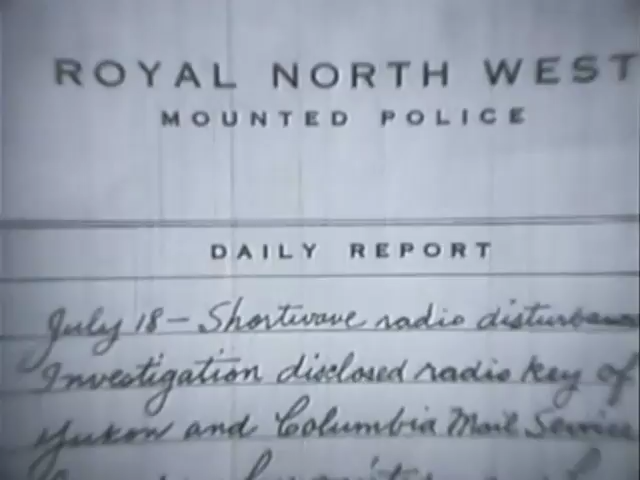 ROYAL NORTH WEST
MOUNTED POLICE
DAILY REPORT
July 18 - Shortwave radio
Investigation disclosed radio key of
Yukon and Columbia Mail Service